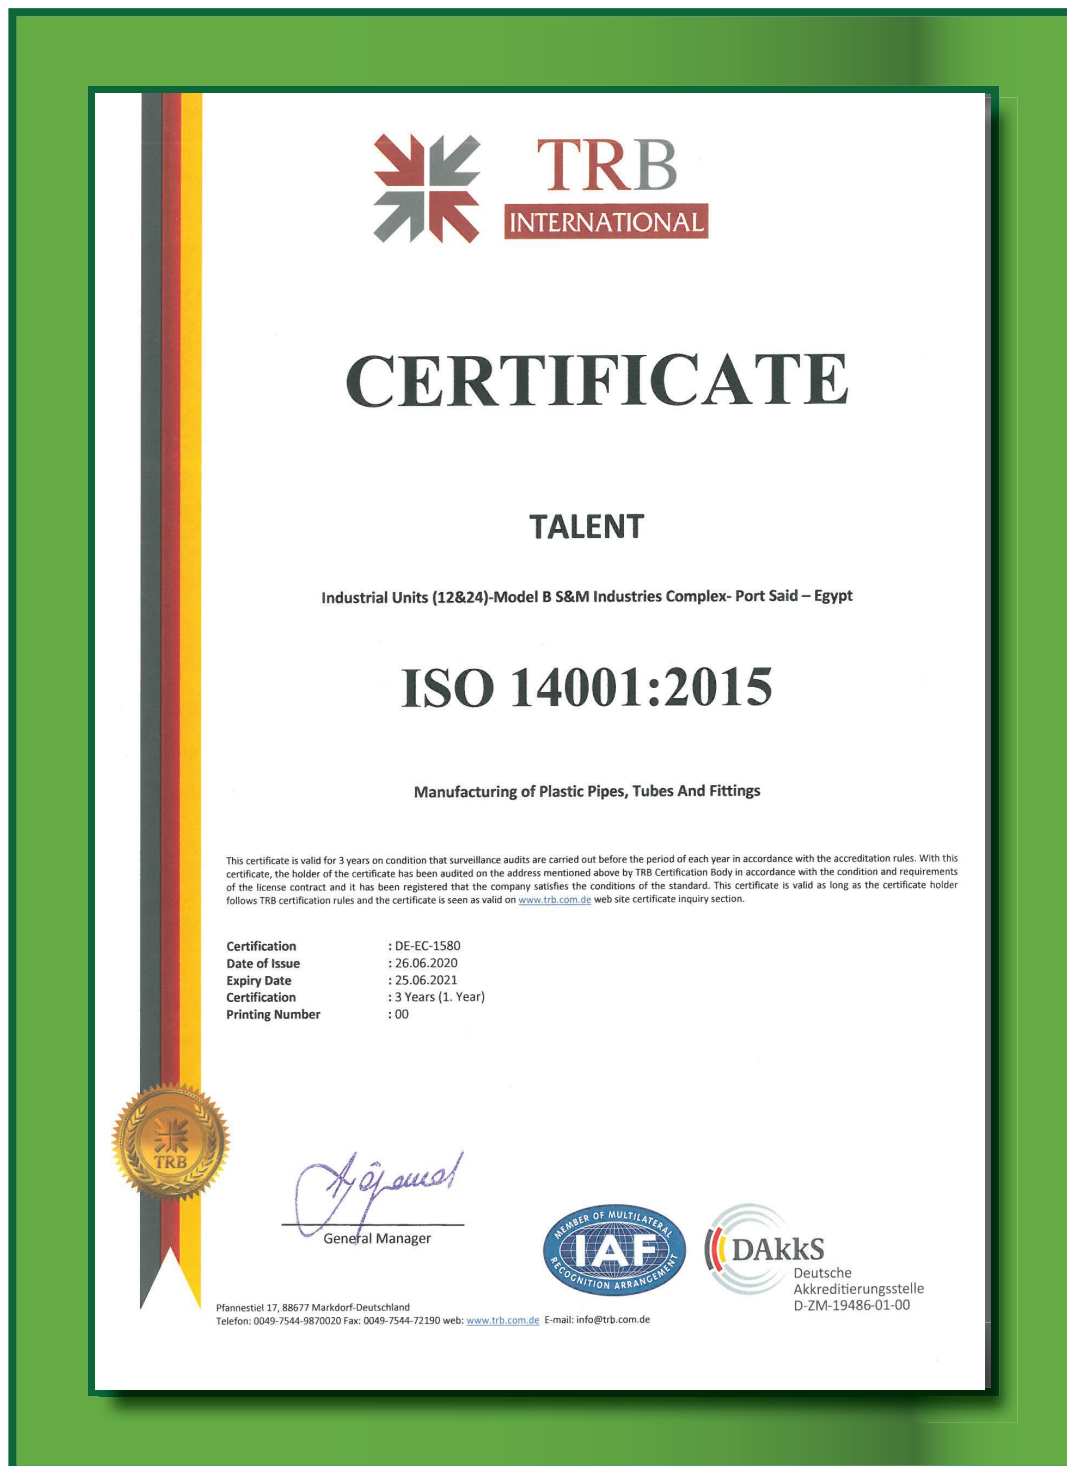 TRB
INTERNATIONAL
CERTIFICATE
TALENT
Industrial Units (12&24)-Model B S&M Industries Complex- Port Said – Egypt
ISO 14001:2015
Manufacturing of Plastic Pipes, Tubes And Fittings
This certificate is valid for 3 years on condition that surveillance audits are carried out before the period of each year in accordance with the accreditation rules. With this
certificate, the holder of the certificate has been audited on the address mentioned above by TRB Certification Body in accordance with the condition and requirements
of the license contract and it has been registered that the company satisfies the conditions of the standard. This certificate is valid as long as the certificate holder
follows TRB certification rules and the certificate is seen as valid on www.trb.com.de web site certificate inquiry section.
Certification : DE-EC-1580
Date of Issue : 26.06.2020
Expiry Date : 25.06.2021
Certification : 3 Years (1. Year)
Printing Number : 00
TRB
General Manager
MEMBER OF MULTILATERAL
IAF
RECOGNITION ARRANGEMENT
DAkkS
Deutsche
Akkreditierungsstelle
D-ZM-19486-01-00
Pfannestiel 17, 88677 Markdorf-Deutschland
Telefon: 0049-7544-9870020 Fax: 0049-7544-72190 web: www.trb.com.de E-mail: info@trb.com.de